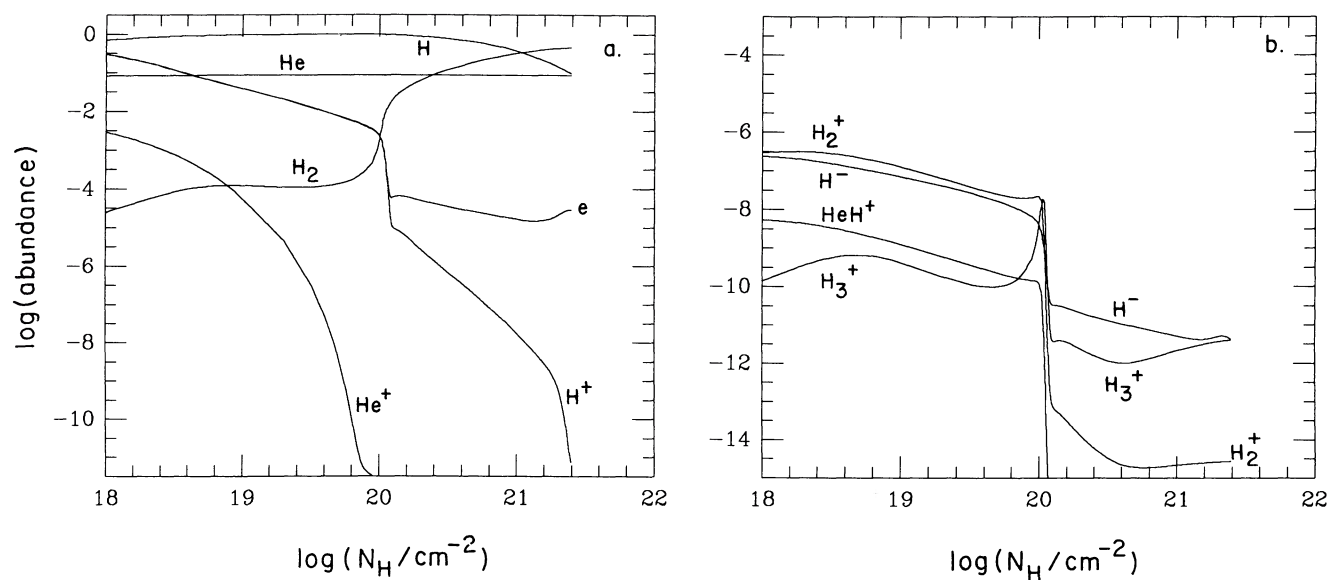 a.
0
−2
−4
−6
−8
−10
log(abundance)
H
He
H₂
e
He⁺
H⁺
18 19 20 21 22
log(N_H/cm⁻²)
b.
−4
−6
−8
−10
−12
−14
H₂⁺
H⁻
HeH⁺
H₃⁺
H⁻
H₃⁺
H₂⁺
18 19 20 21 22
log(N_H/cm⁻²)